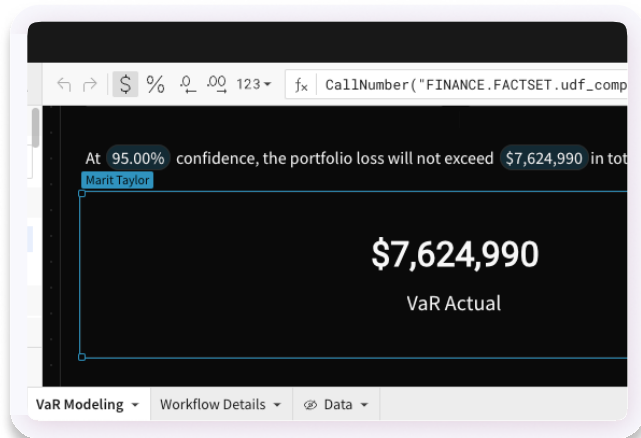 $ % .0 .00 123 fx CallNumber("FINANCE.FACTSET.udf_comp
At 95.00% confidence, the portfolio loss will not exceed $7,624,990 in tot
Marit Taylor
$7,624,990
VaR Actual
VaR Modeling Workflow Details Data